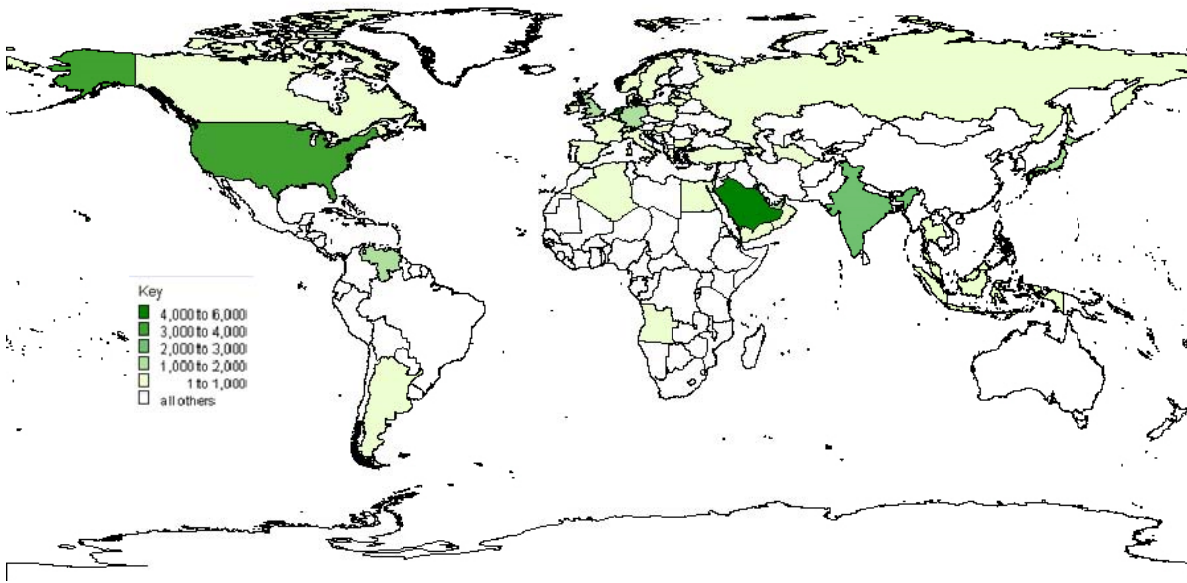 Key
4,000 to 6,000
3,000 to 4,000
2,000 to 3,000
1,000 to 2,000
1 to 1,000
all others